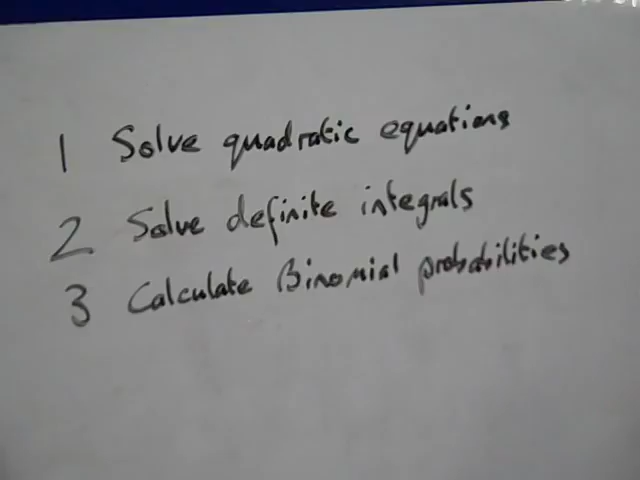 1 Solve quadratic equations
2 Solve definite integrals
3 Calculate Binomial probabilities